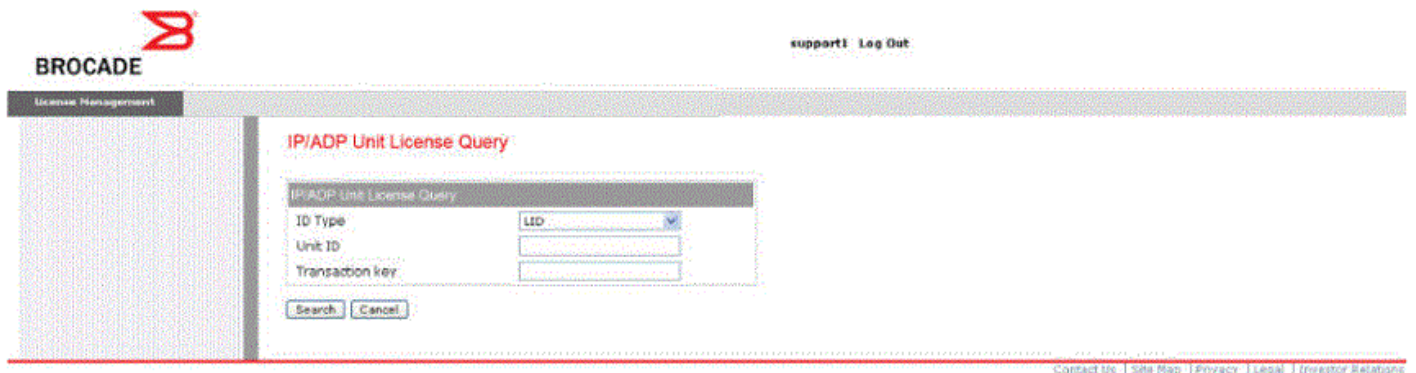 BROCADE
support1 Log Out
License Management
IP/ADP Unit License Query
IP/ADP Unit License Query
ID Type LID
Unit ID
Transaction key
Search Cancel
Contact Us | Site Map | Privacy | Legal | Investor Relations